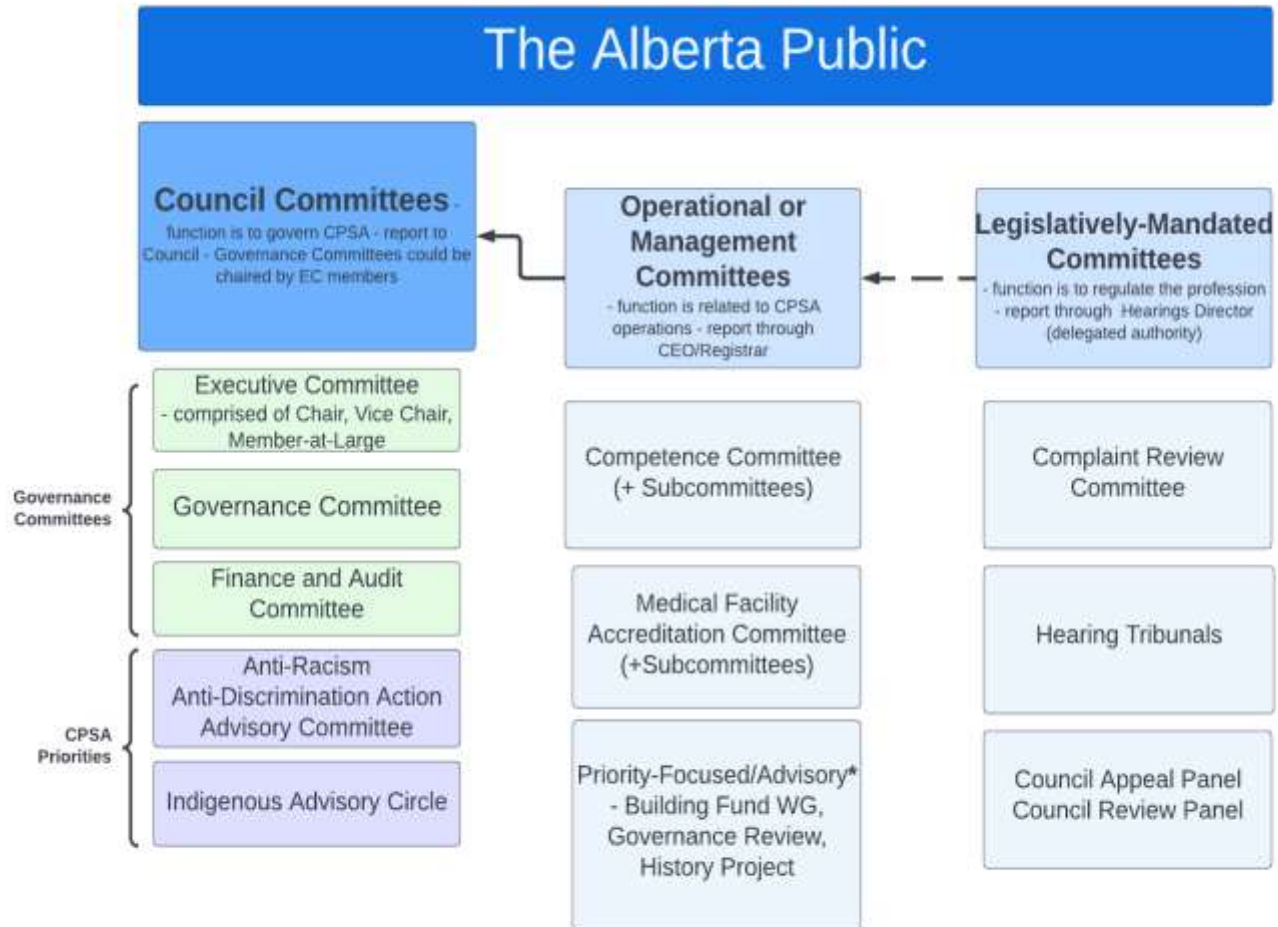 The Alberta Public
Council Committees -
function is to govern CPSA - report to
Council - Governance Committees could be
chaired by EC members
Operational or
Management
Committees
- function is related to CPSA
operations - report through
CEO/Registrar
Legislatively-Mandated
Committees
- function is to regulate the profession
- report through Hearings Director
(delegated authority)
Governance
Committees
Executive Committee
- comprised of Chair, Vice Chair,
Member-at-Large
Governance Committee
Finance and Audit
Committee
CPSA
Priorities
Anti-Racism
Anti-Discrimination Action
Advisory Committee
Indigenous Advisory Circle
Competence Committee
(+ Subcommittees)
Medical Facility
Accreditation Committee
(+Subcommittees)
Priority-Focused/Advisory*
- Building Fund WG,
Governance Review,
History Project
Complaint Review
Committee
Hearing Tribunals
Council Appeal Panel
Council Review Panel